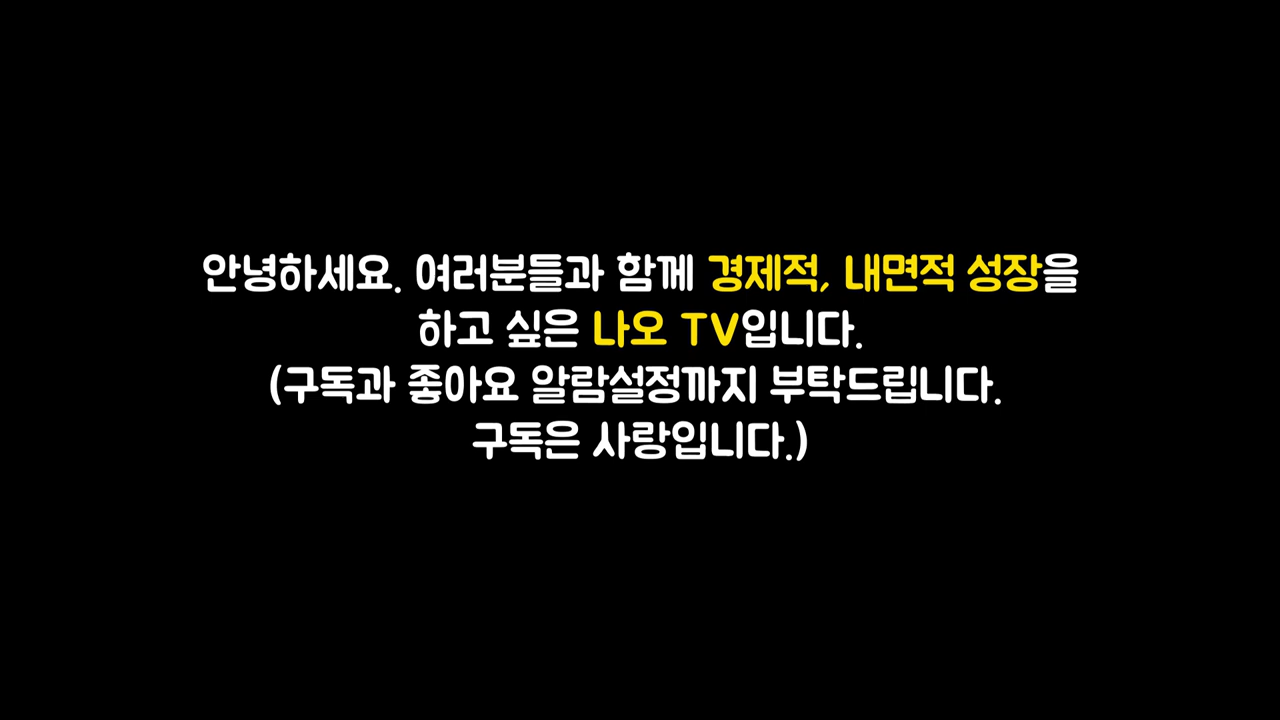 안녕하세요. 여러분들과 함께 경제적, 내면적 성장을
하고 싶은 나오 TV입니다.
(구독과 좋아요 알람설정까지 부탁드립니다.
구독은 사랑입니다.)